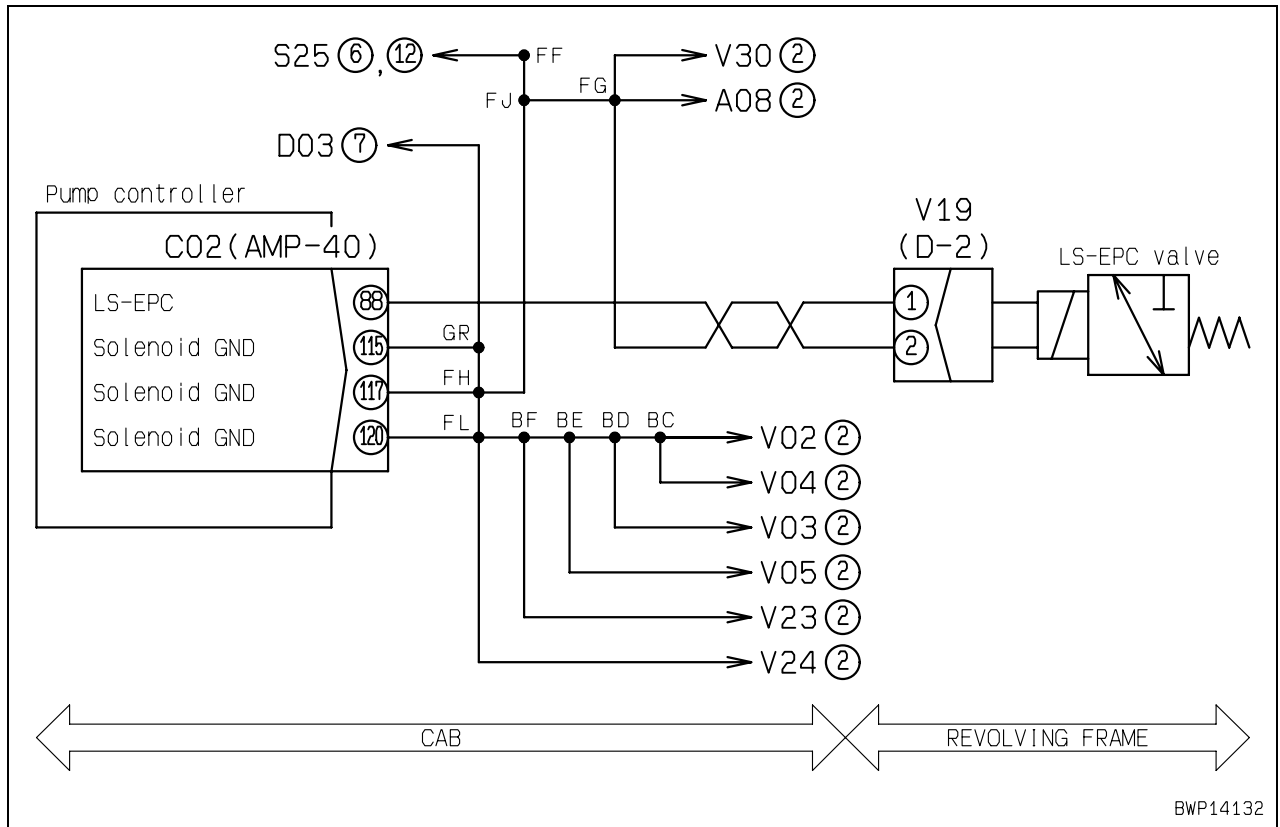 S25 ⑥,⑫
FF
V30 ②
FG
FJ
A08 ②
D03 ⑦
Pump controller
C02(AMP-40)
V19
(D-2)
LS-EPC valve
LS-EPC 88
1
Solenoid GND 115
GR
2
Solenoid GND 117
FH
Solenoid GND 120
FL BF BE BD BC
V02 ②
V04 ②
V03 ②
V05 ②
V23 ②
V24 ②
CAB
REVOLVING FRAME
BWP14132